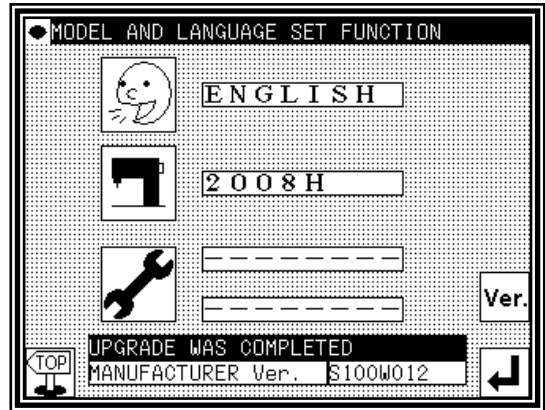 MODEL AND LANGUAGE SET FUNCTION
ENGLISH
2008H
Ver.
UPGRADE WAS COMPLETED
TOP
MANUFACTURER Ver. S100W012